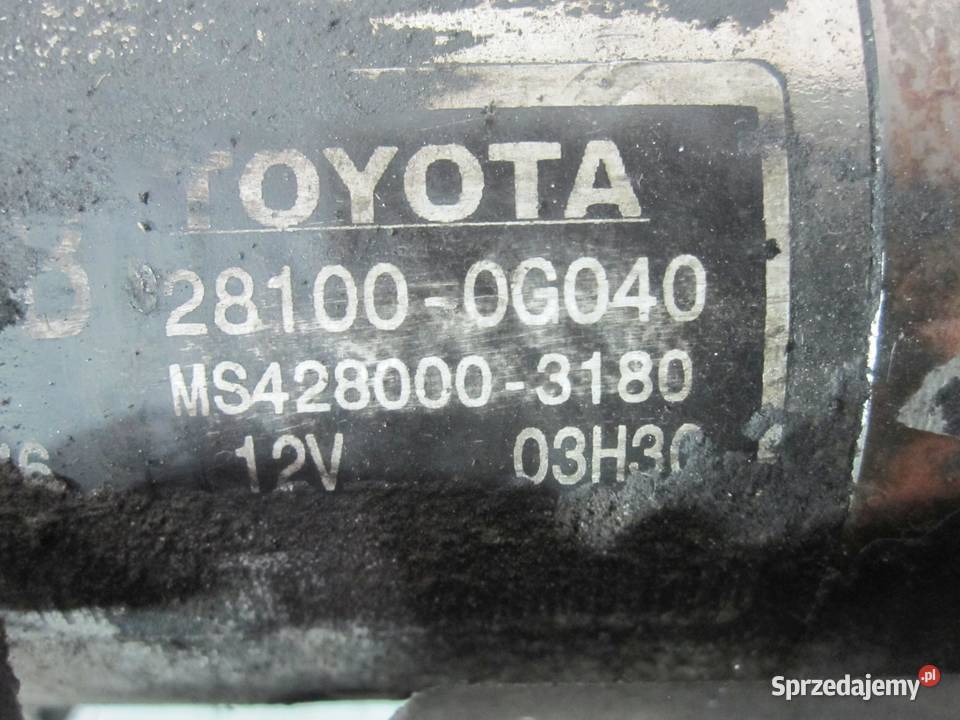 TOYOTA
28100-0G040
MS428000-3180
12V
Sprzedajemy.pl